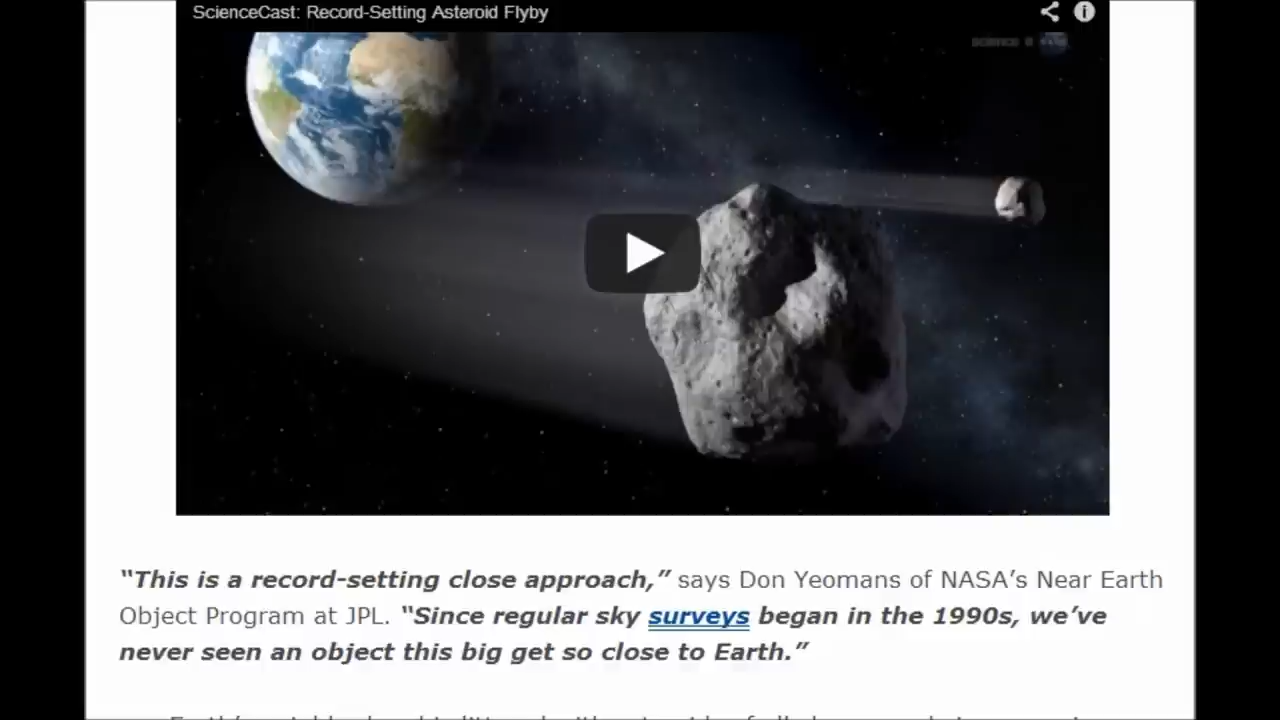 ScienceCast: Record-Setting Asteroid Flyby
“This is a record-setting close approach,” says Don Yeomans of NASA’s Near Earth
Object Program at JPL. “Since regular sky surveys began in the 1990s, we’ve
never seen an object this big get so close to Earth.”